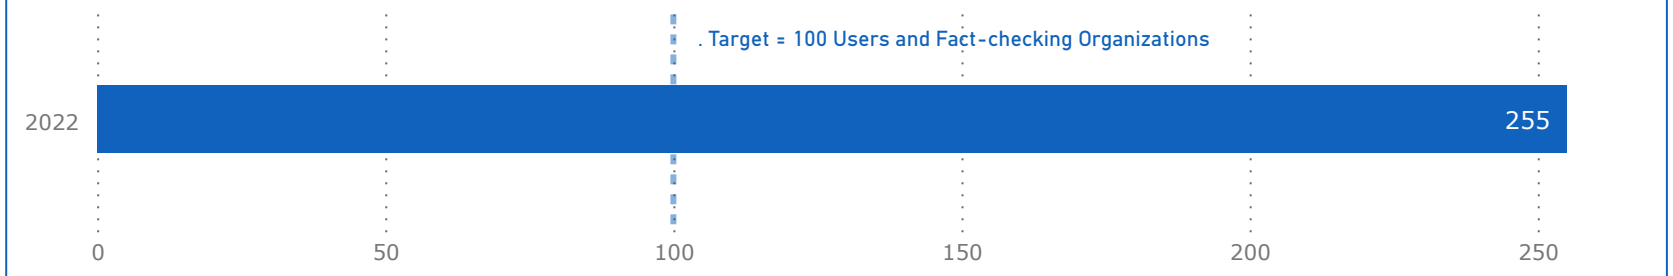 . Target = 100 Users and Fact-checking Organizations
2022 255
0 50 100 150 200 250